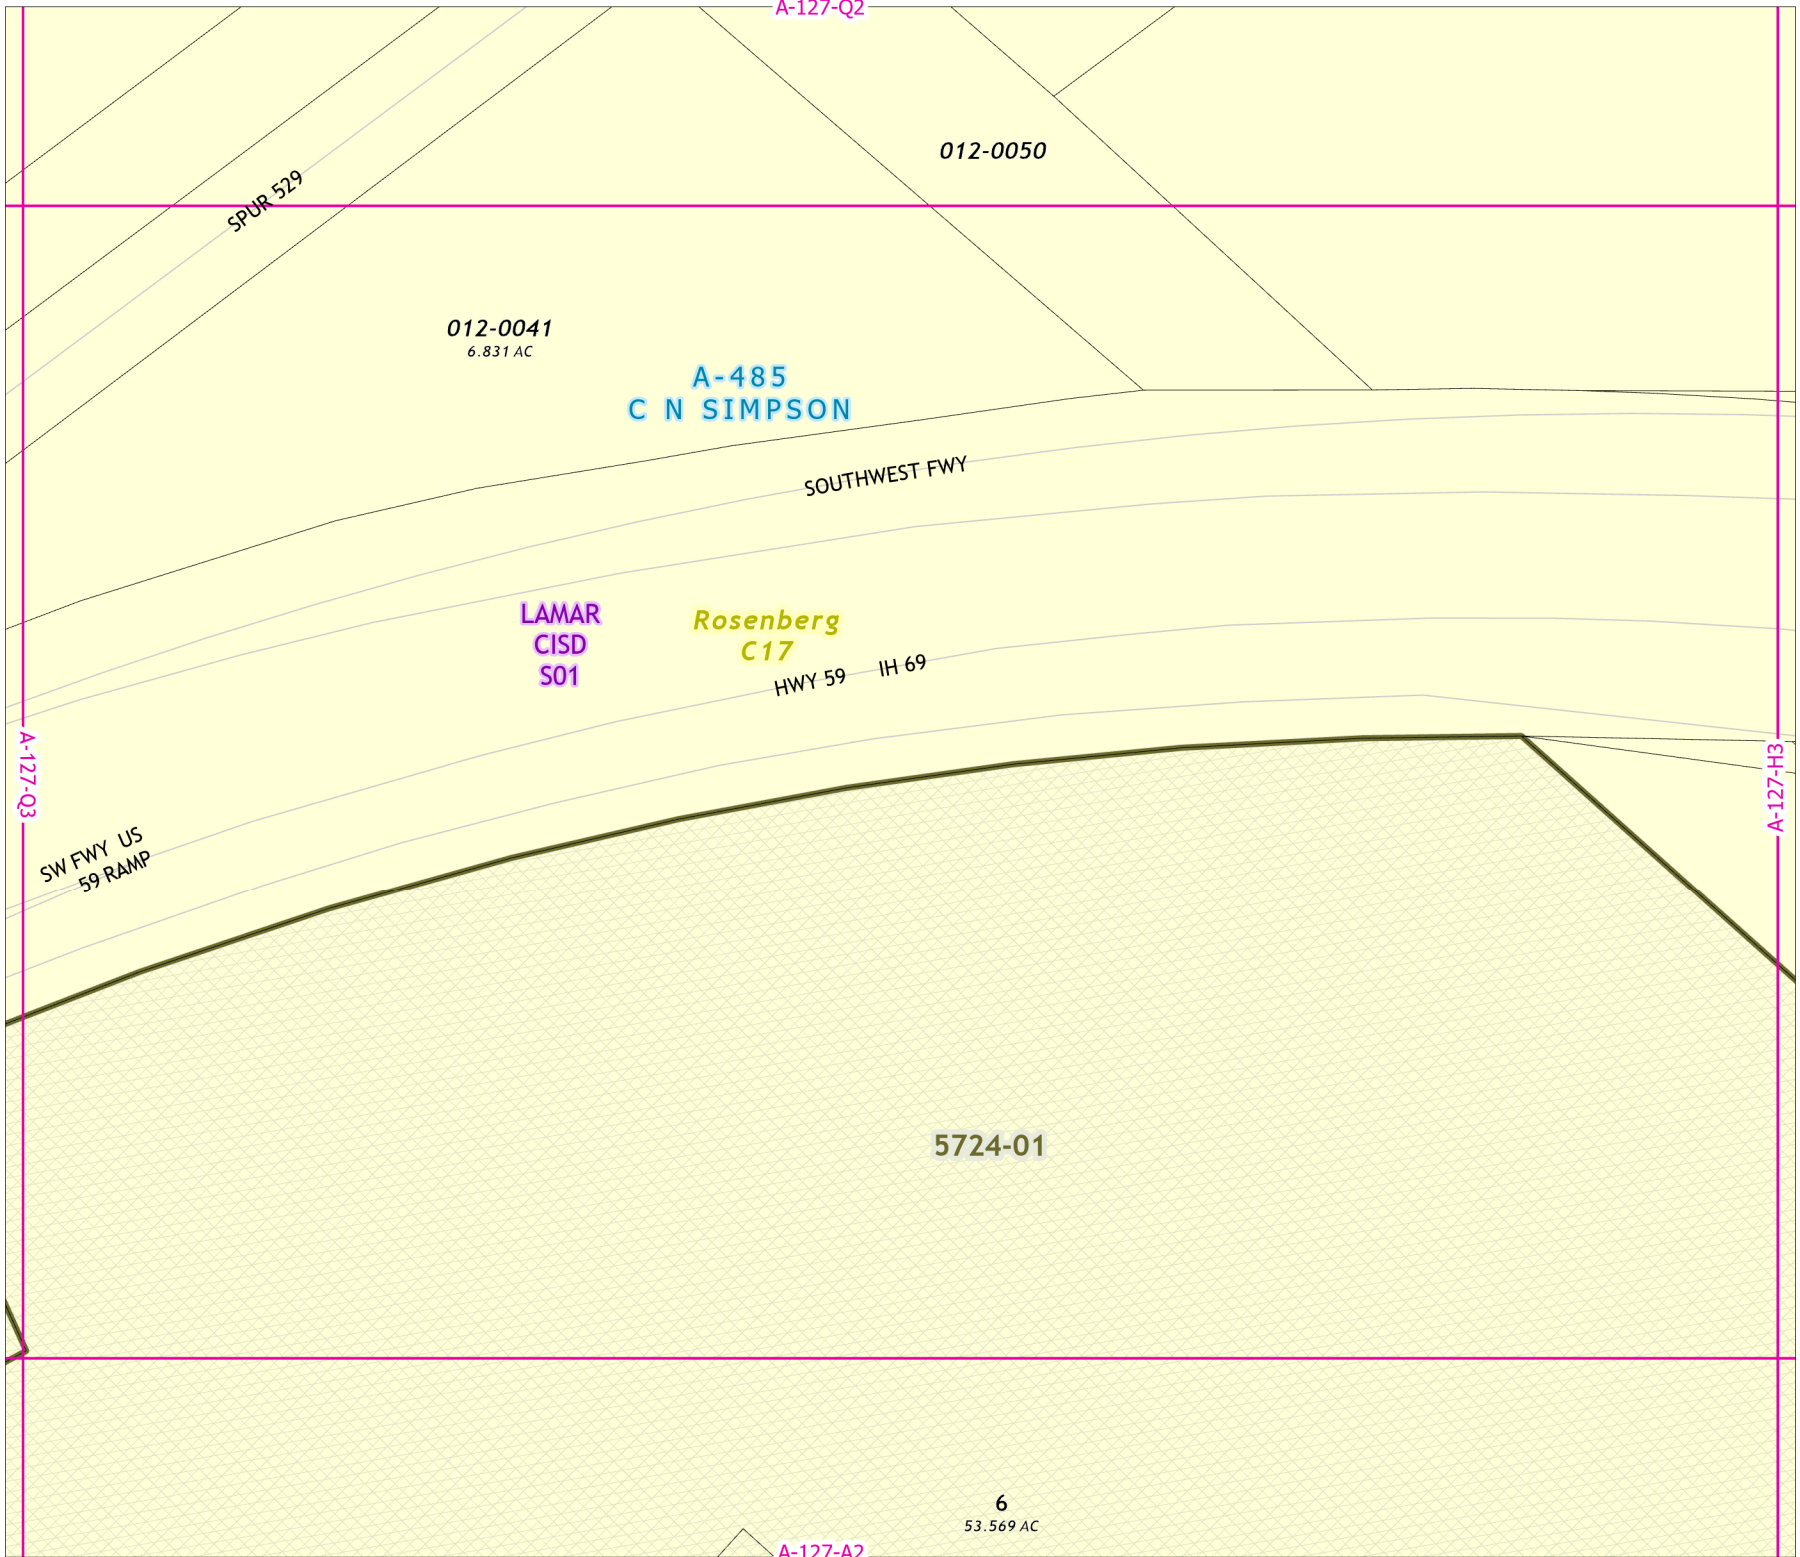 A-127-Q2
012-0050
SPUR 529
012-0041
6.831 AC
A-485
C N SIMPSON
SOUTHWEST FWY
LAMAR
CISD
S01
Rosenberg
C17
HWY 59 IH 69
A-127-Q3
A-127-H3
SW FWY US
59 RAMP
5724-01
6
53.569 AC
A-127-A2